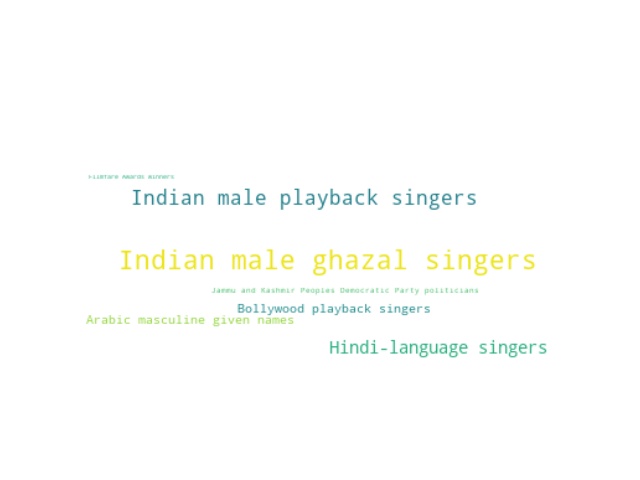 Filmfare Awards winners
Indian male playback singers
Indian male ghazal singers
Jammu and Kashmir Peoples Democratic Party politicians
Bollywood playback singers
Arabic masculine given names
Hindi-language singers